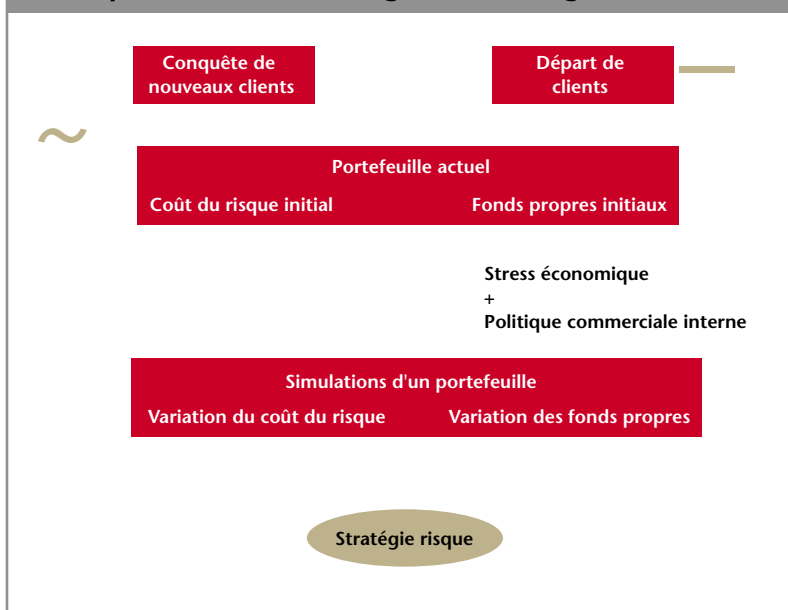 Conquête de
nouveaux clients
Départ de
clients
Portefeuille actuel
Coût du risque initial
Fonds propres initiaux
Stress économique
+
Politique commerciale interne
Simulations d'un portefeuille
Variation du coût du risque
Variation des fonds propres
Stratégie risque